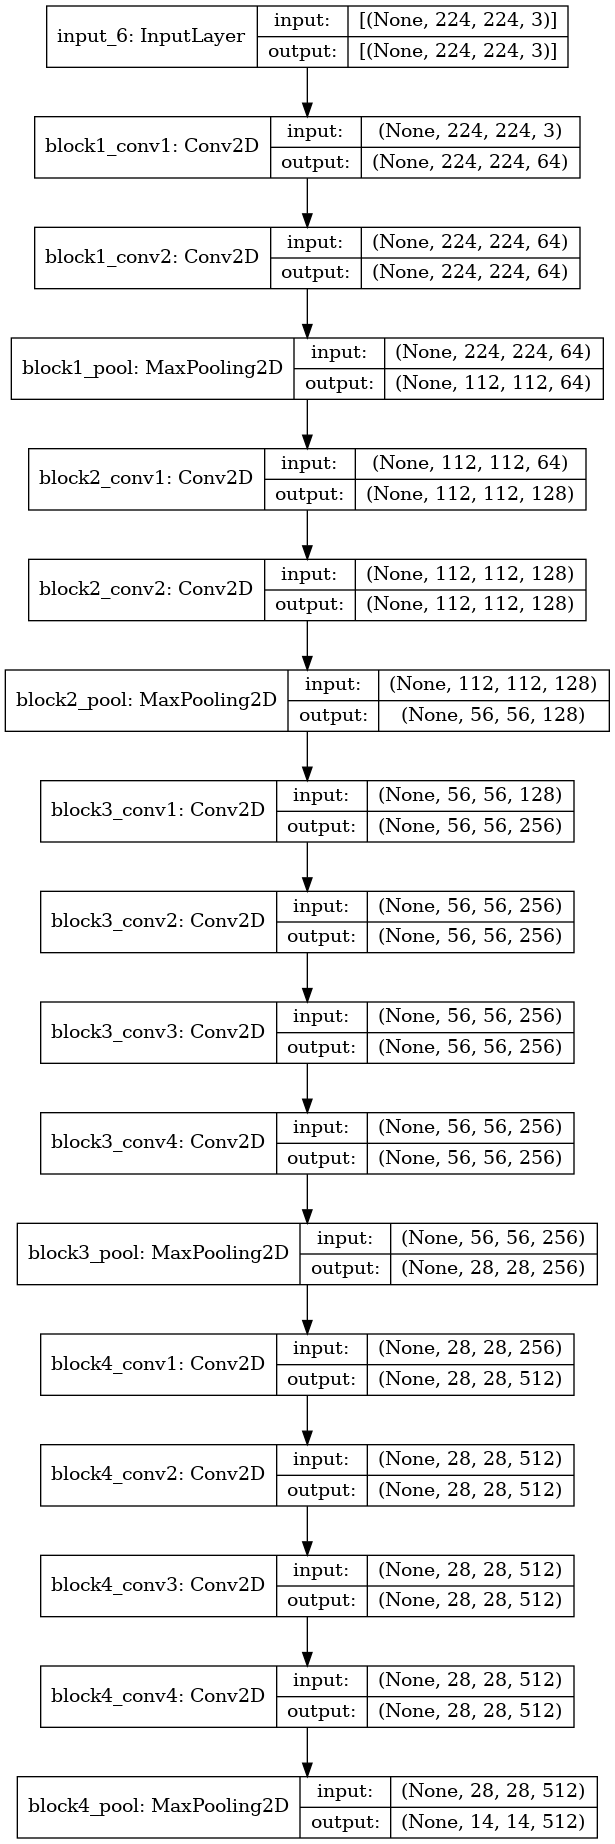 input_6: InputLayer
input: [(None, 224, 224, 3)]
output: [(None, 224, 224, 3)]
block1_conv1: Conv2D
input: (None, 224, 224, 3)
output: (None, 224, 224, 64)
block1_conv2: Conv2D
input: (None, 224, 224, 64)
output: (None, 224, 224, 64)
block1_pool: MaxPooling2D
input: (None, 224, 224, 64)
output: (None, 112, 112, 64)
block2_conv1: Conv2D
input: (None, 112, 112, 64)
output: (None, 112, 112, 128)
block2_conv2: Conv2D
input: (None, 112, 112, 128)
output: (None, 112, 112, 128)
block2_pool: MaxPooling2D
input: (None, 112, 112, 128)
output: (None, 56, 56, 128)
block3_conv1: Conv2D
input: (None, 56, 56, 128)
output: (None, 56, 56, 256)
block3_conv2: Conv2D
input: (None, 56, 56, 256)
output: (None, 56, 56, 256)
block3_conv3: Conv2D
input: (None, 56, 56, 256)
output: (None, 56, 56, 256)
block3_conv4: Conv2D
input: (None, 56, 56, 256)
output: (None, 56, 56, 256)
block3_pool: MaxPooling2D
input: (None, 56, 56, 256)
output: (None, 28, 28, 256)
block4_conv1: Conv2D
input: (None, 28, 28, 256)
output: (None, 28, 28, 512)
block4_conv2: Conv2D
input: (None, 28, 28, 512)
output: (None, 28, 28, 512)
block4_conv3: Conv2D
input: (None, 28, 28, 512)
output: (None, 28, 28, 512)
block4_conv4: Conv2D
input: (None, 28, 28, 512)
output: (None, 28, 28, 512)
block4_pool: MaxPooling2D
input: (None, 28, 28, 512)
output: (None, 14, 14, 512)